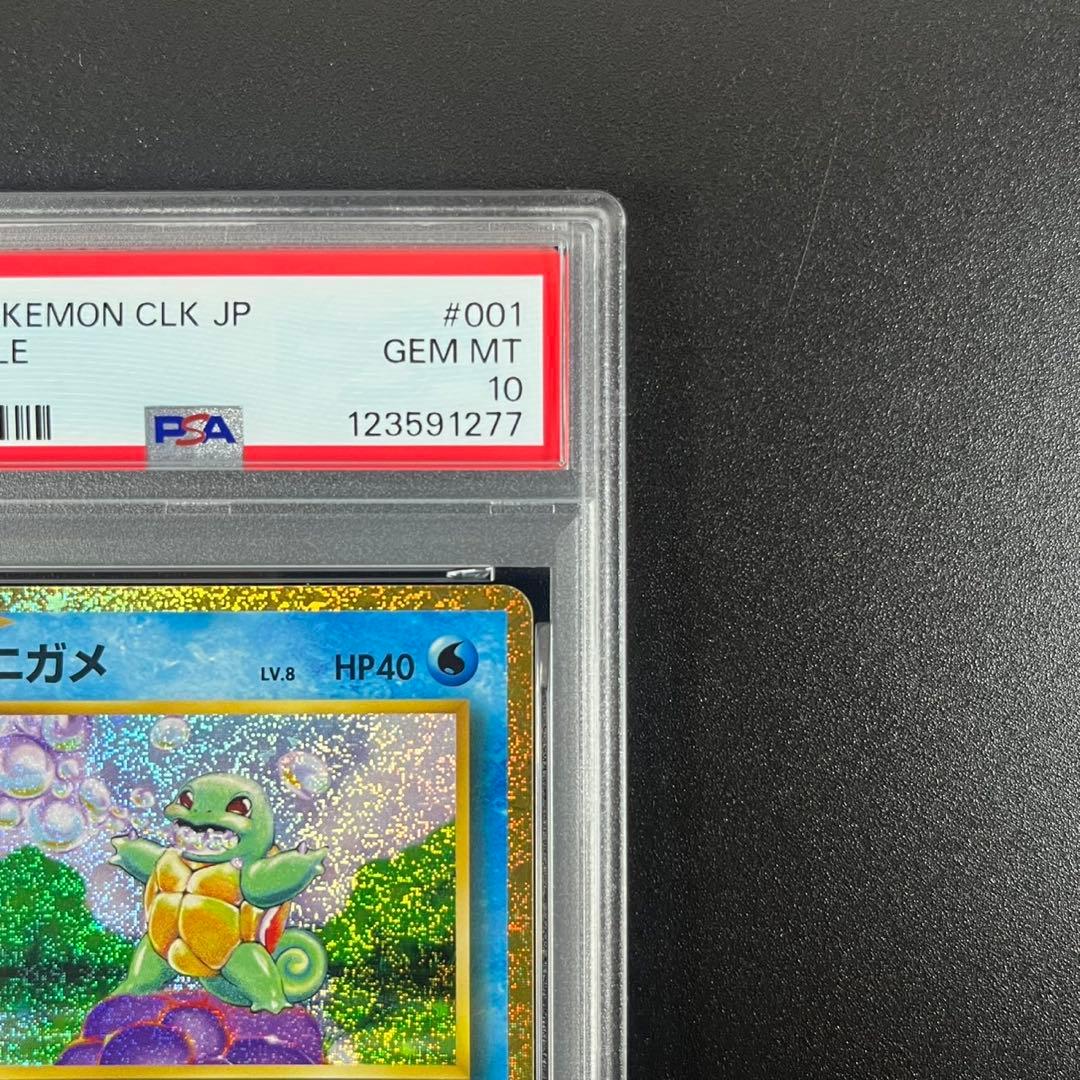 KEMON CLK JP #001
LE GEM MT
10
PSA 123591277
ニガメ LV.8 HP40